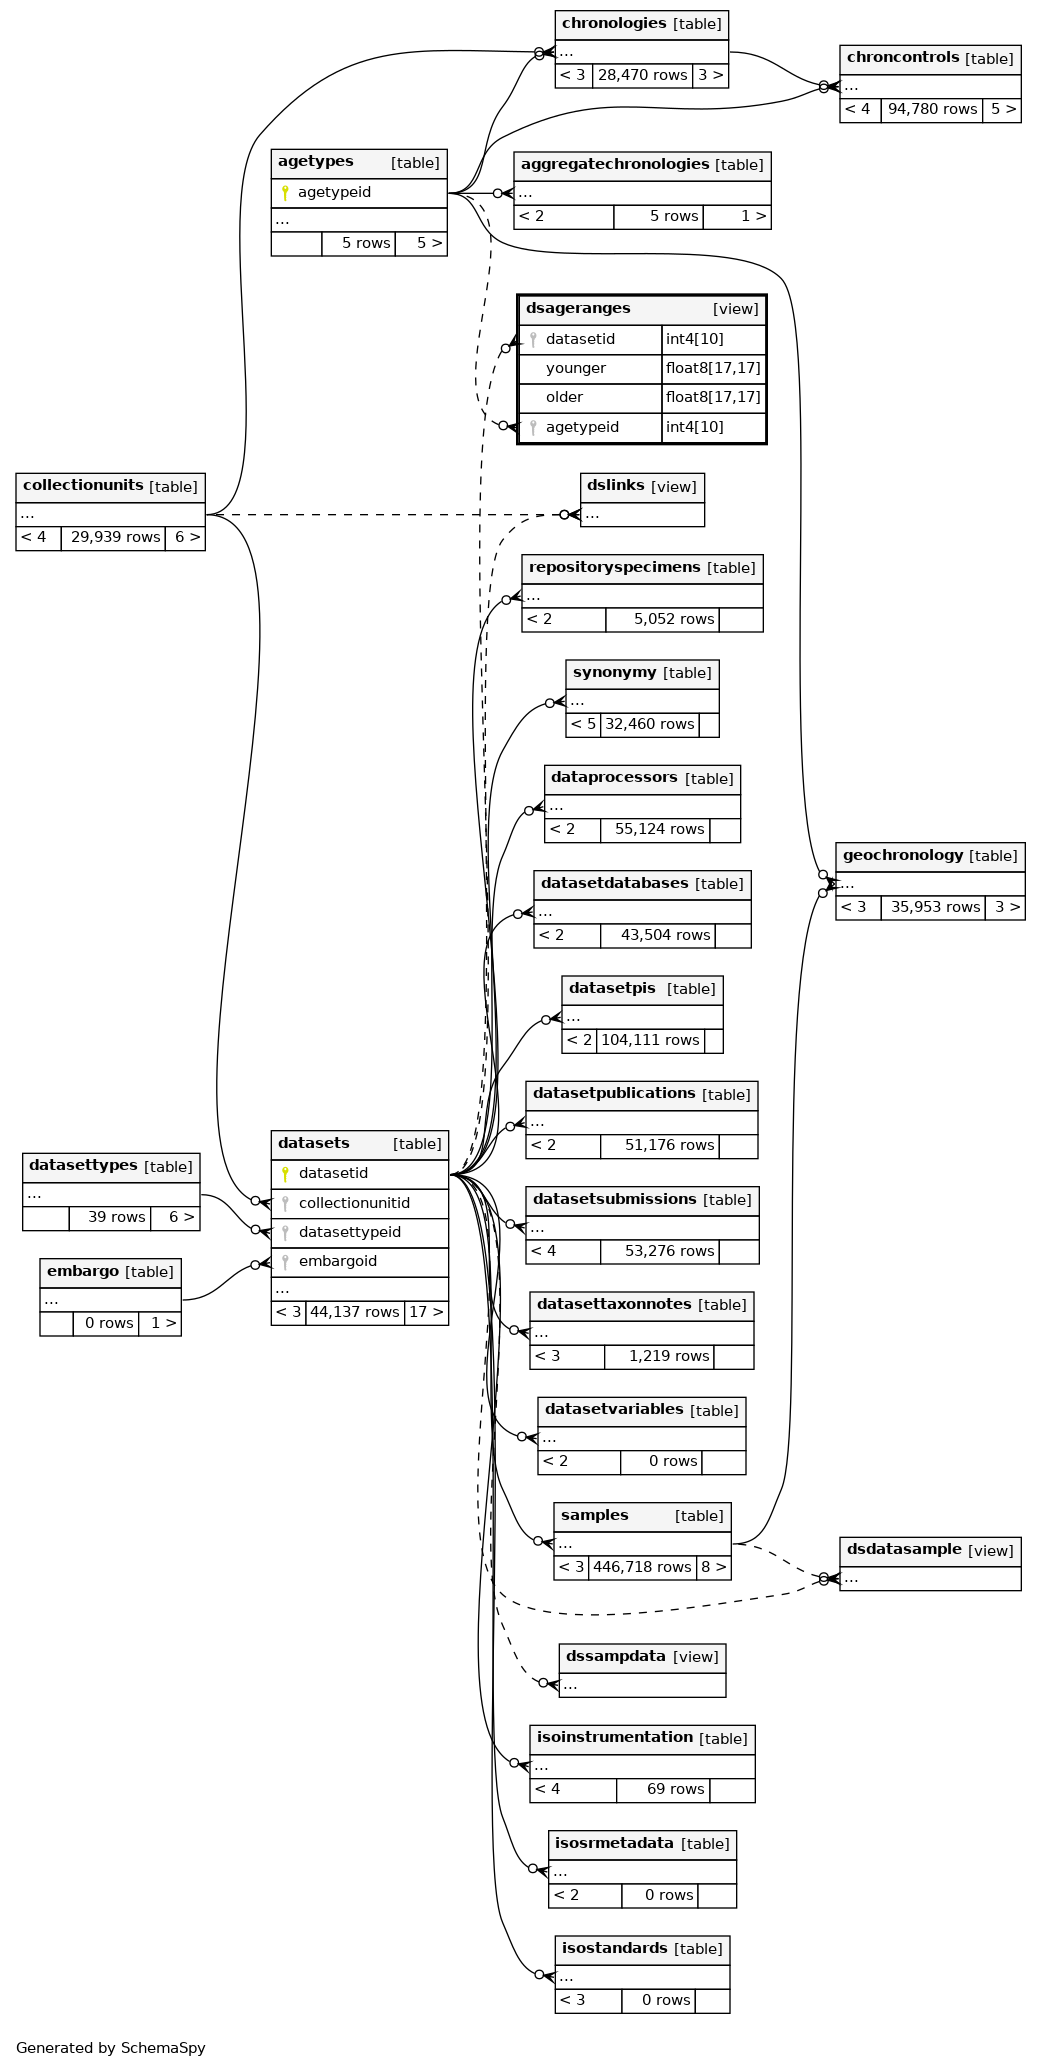 chronologies [table]
...
< 3 28,470 rows 3 >
chroncontrols [table]
...
< 4 94,780 rows 5 >
agetypes [table]
agetypeid
...
5 rows 5 >
aggregatechronologies [table]
...
< 2 5 rows 1 >
dsageranges [view]
datasetid int4[10]
younger float8[17,17]
older float8[17,17]
agetypeid int4[10]
collectionunits [table]
...
< 4 29,939 rows 6 >
dslinks [view]
...
repositoryspecimens [table]
...
< 2 5,052 rows
synonymy [table]
...
< 5 32,460 rows
dataprocessors [table]
...
< 2 55,124 rows
geochronology [table]
...
< 3 35,953 rows 3 >
datasetdatabases [table]
...
< 2 43,504 rows
datasetpis [table]
...
< 2 104,111 rows
datasetpublications [table]
...
< 2 51,176 rows
datasettypes [table]
...
39 rows 6 >
embargo [table]
...
0 rows 1 >
datasets [table]
datasetid
collectionunitid
datasettypeid
embargoid
...
< 3 44,137 rows 17 >
datasetsubmissions [table]
...
< 4 53,276 rows
datasettaxonnotes [table]
...
< 3 1,219 rows
datasetvariables [table]
...
< 2 0 rows
samples [table]
...
< 3 446,718 rows 8 >
dsdatasample [view]
...
dssampdata [view]
...
isoinstrumentation [table]
...
< 4 69 rows
isosrmetadata [table]
...
< 2 0 rows
isostandards [table]
...
< 3 0 rows
Generated by SchemaSpy